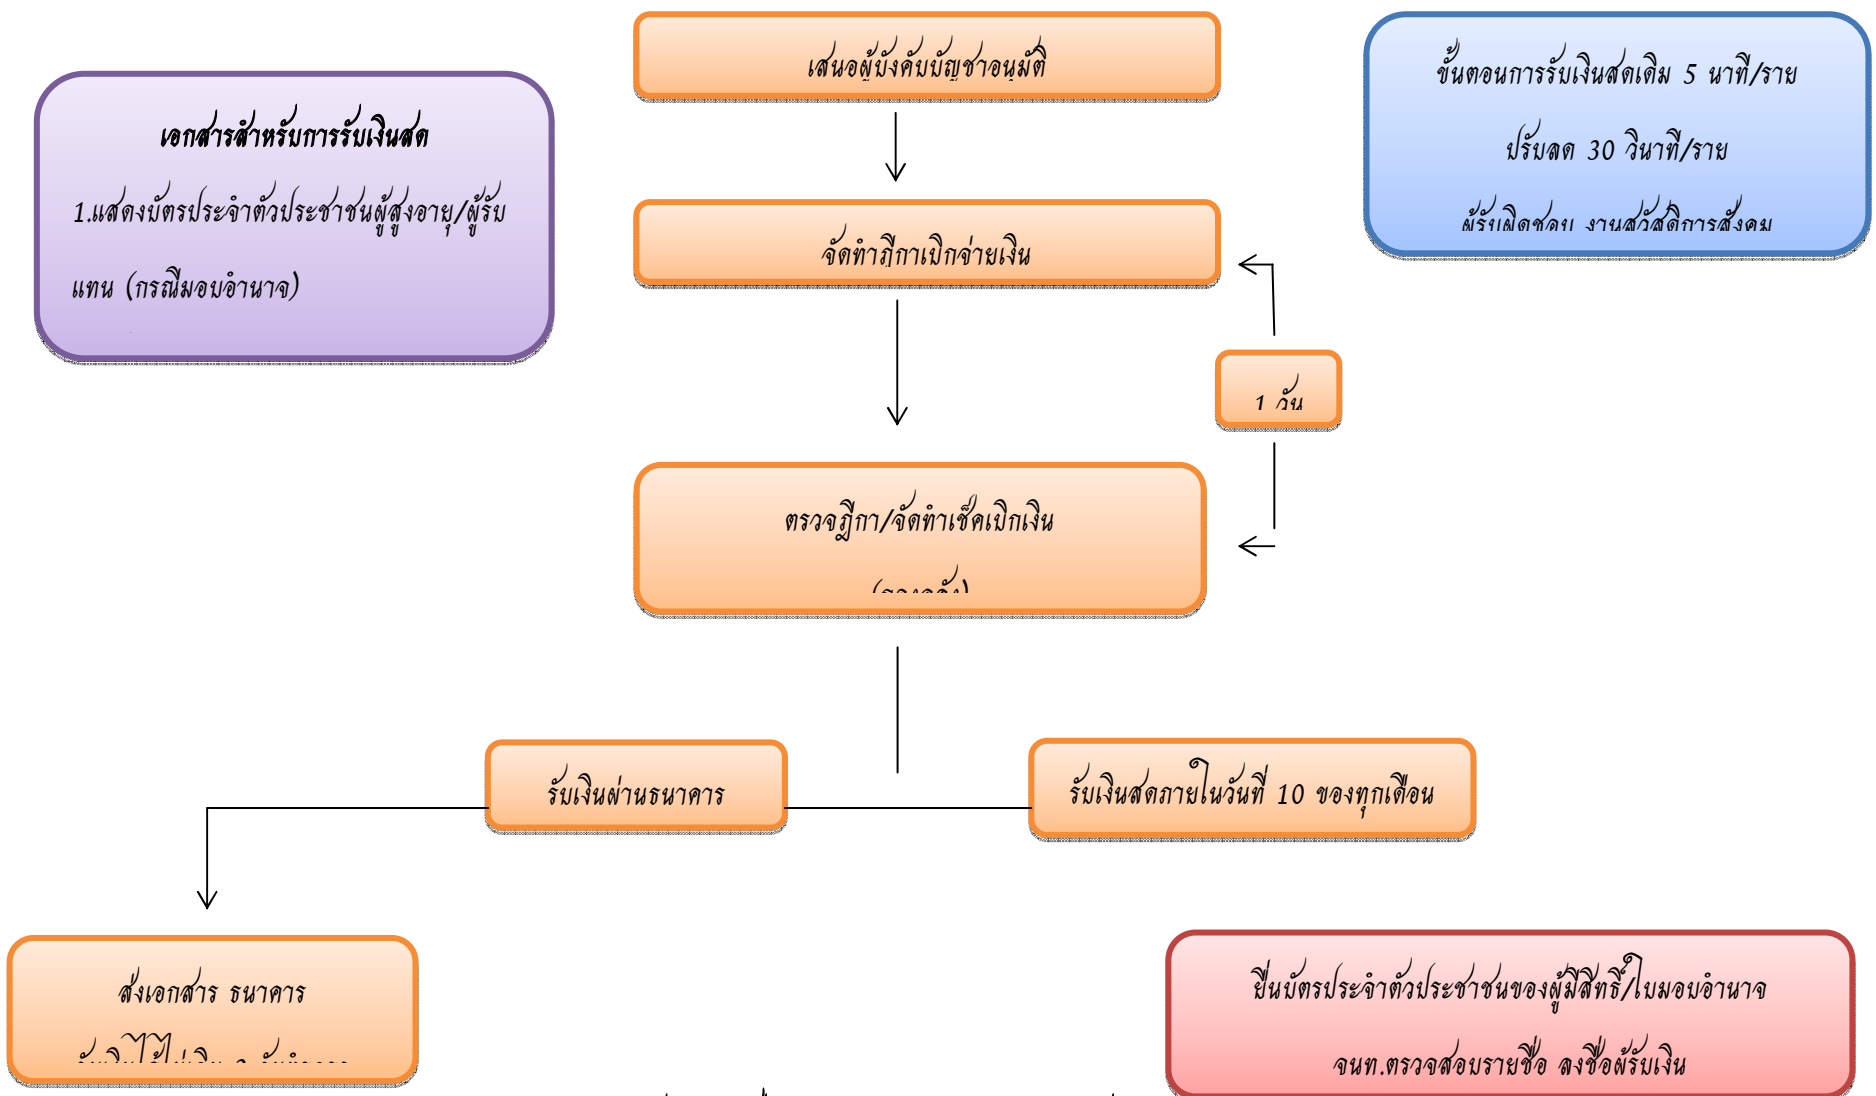 เสนอผู้บังคับบัญชาอนุมัติ
เอกสารสำหรับการรับเงินสด
1.แสดงบัตรประจำตัวประชาชนผู้สูงอายุ/ผู้รับ
แทน (กรณีมอบอำนาจ)
ขั้นตอนการรับเงินสดเดิม 5 นาที/ราย
ปรับลด 30 วินาที/ราย
ผู้รับผิดชอบ งานสวัสดิการสังคม
จัดทำฎีกาเบิกจ่ายเงิน
1 วัน
ตรวจฎีกา/จัดทำเช็คเบิกเงิน
(กองคลัง)
รับเงินผ่านธนาคาร
รับเงินสดภายในวันที่ 10 ของทุกเดือน
ส่งเอกสาร ธนาคาร
ยื่นบัตรประจำตัวประชาชนของผู้มีสิทธิ์/ใบมอบอำนาจ
จนท.ตรวจสอบรายชื่อ ลงชื่อผู้รับเงิน